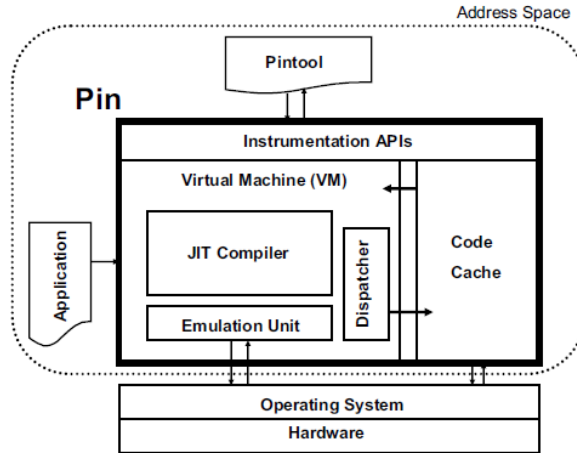 Address Space
Pintool
Pin
Instrumentation APIs
Virtual Machine (VM)
Application
JIT Compiler
Dispatcher
Code
Cache
Emulation Unit
Operating System
Hardware